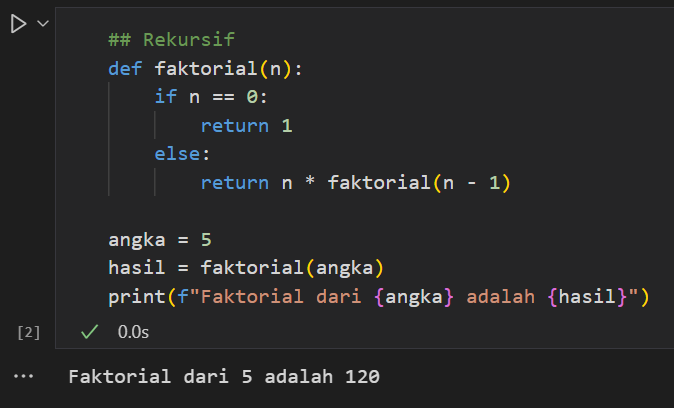 ## Rekursif
def faktorial(n):
    if n == 0:
        return 1
    else:
        return n * faktorial(n - 1)
angka = 5
hasil = faktorial(angka)
print(f"Faktorial dari {angka} adalah {hasil}")
[2] 0.0s
Faktorial dari 5 adalah 120